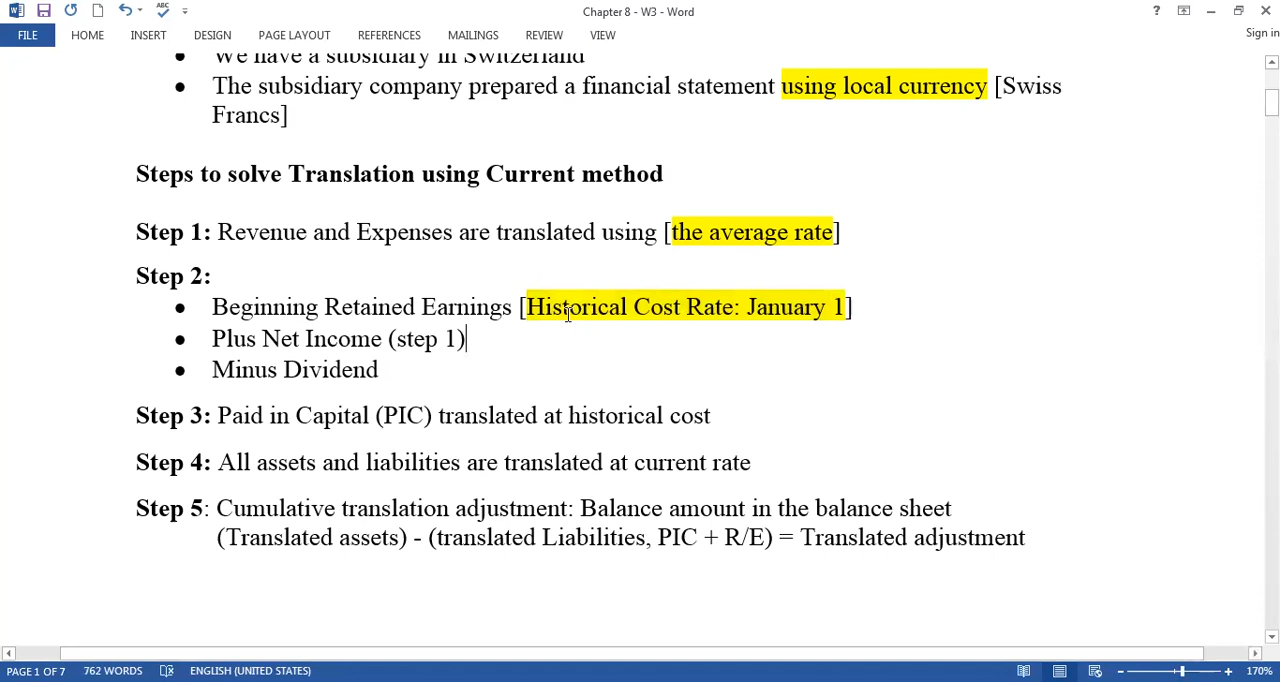 Chapter 8 - W3 - Word
Sign in
FILE HOME INSERT DESIGN PAGE LAYOUT REFERENCES MAILINGS REVIEW VIEW
• We have a subsidiary in Switzerland
• The subsidiary company prepared a financial statement using local currency [Swiss
Francs]
Steps to solve Translation using Current method
Step 1: Revenue and Expenses are translated using [the average rate]
Step 2:
• Beginning Retained Earnings [Historical Cost Rate: January 1]
• Plus Net Income (step 1)
• Minus Dividend
Step 3: Paid in Capital (PIC) translated at historical cost
Step 4: All assets and liabilities are translated at current rate
Step 5: Cumulative translation adjustment: Balance amount in the balance sheet
(Translated assets) - (translated Liabilities, PIC + R/E) = Translated adjustment
PAGE 1 OF 7 762 WORDS ENGLISH (UNITED STATES) 170%